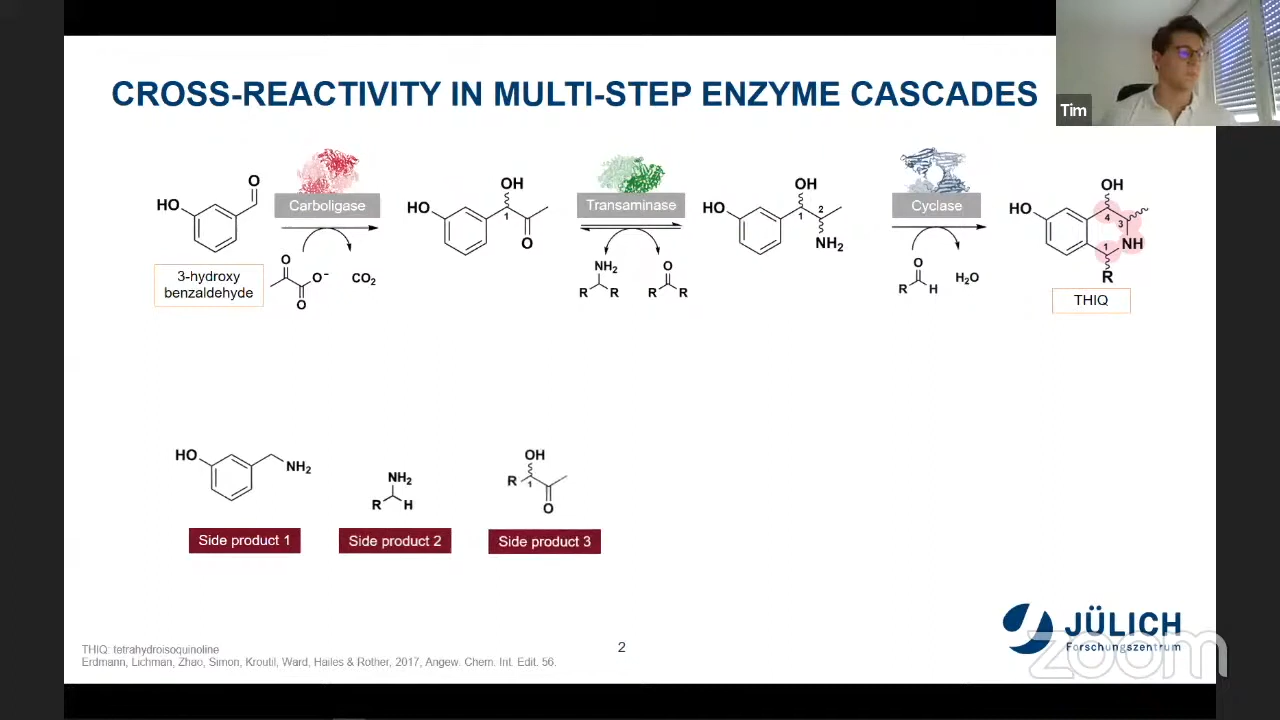 CROSS-REACTIVITY IN MULTI-STEP ENZYME CASCADES
Tim
HO
O
Carboligase
O
O-
O
CO2
3-hydroxy
benzaldehyde
HO
OH
1
O
Transaminase
NH2
R R
O
R R
HO
OH
1
2
NH2
Cyclase
O
R H
H2O
HO
OH
4
3
NH
1
R
THIQ
HO
NH2
Side product 1
NH2
R H
Side product 2
OH
R
1
O
Side product 3
THIQ: tetrahydroisoquinoline
Erdmann, Lichman, Zhao, Simon, Kroutil, Ward, Hailes & Rother, 2017, Angew. Chem. Int. Edit. 56.
2
JÜLICH
Forschungszentrum
zoom